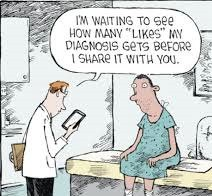 I'M WAITING TO SEE
HOW MANY "LIKES" MY
DIAGNOSIS GETS BEFORE
I SHARE IT WITH YOU.